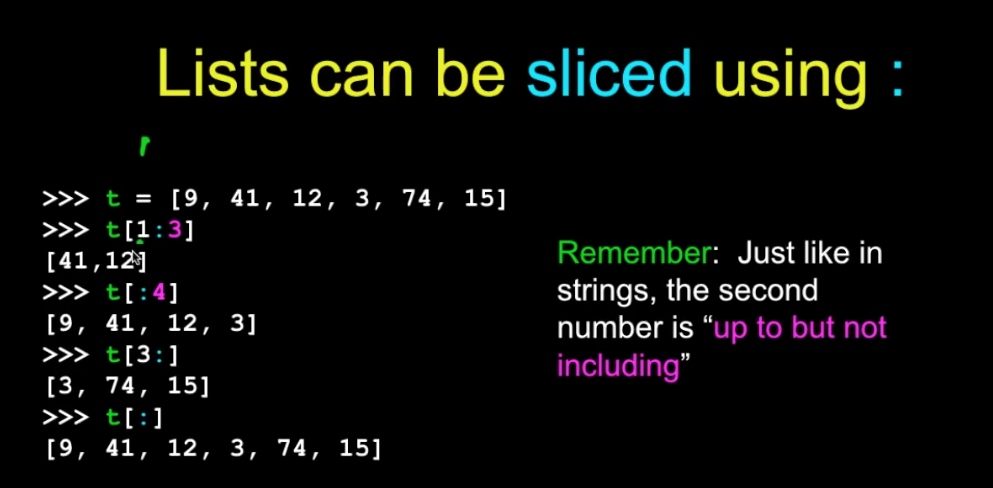 Lists can be sliced using :
>>> t = [9, 41, 12, 3, 74, 15]
>>> t[1:3]
[41,12]
>>> t[:4]
[9, 41, 12, 3]
>>> t[3:]
[3, 74, 15]
>>> t[:]
[9, 41, 12, 3, 74, 15]
Remember: Just like in
strings, the second
number is “up to but not
including”